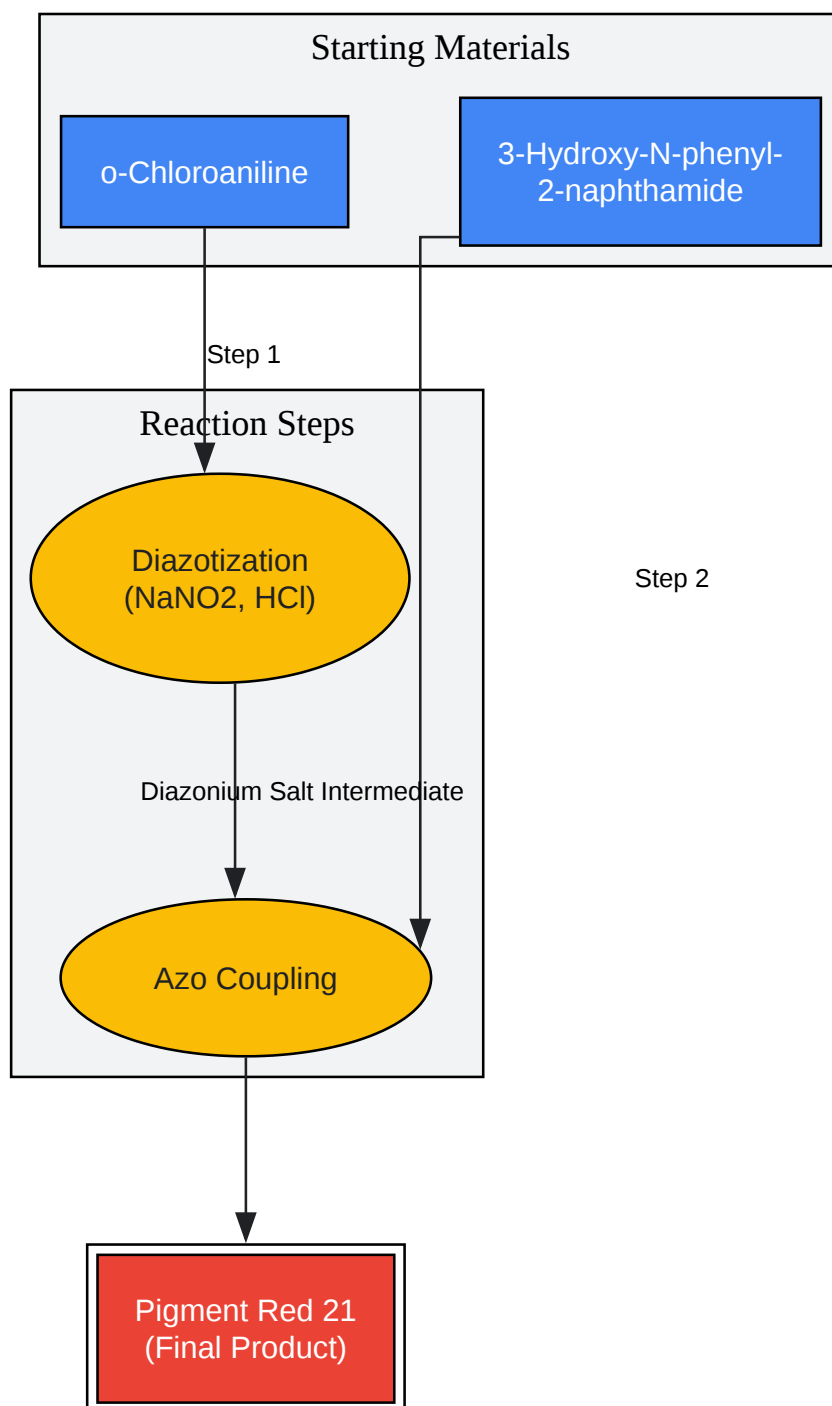 Starting Materials
o-Chloroaniline
3-Hydroxy-N-phenyl-
2-naphthamide
Step 1
Reaction Steps
Diazotization
(NaNO2, HCl)
Step 2
Diazonium Salt Intermediate
Azo Coupling
Pigment Red 21
(Final Product)